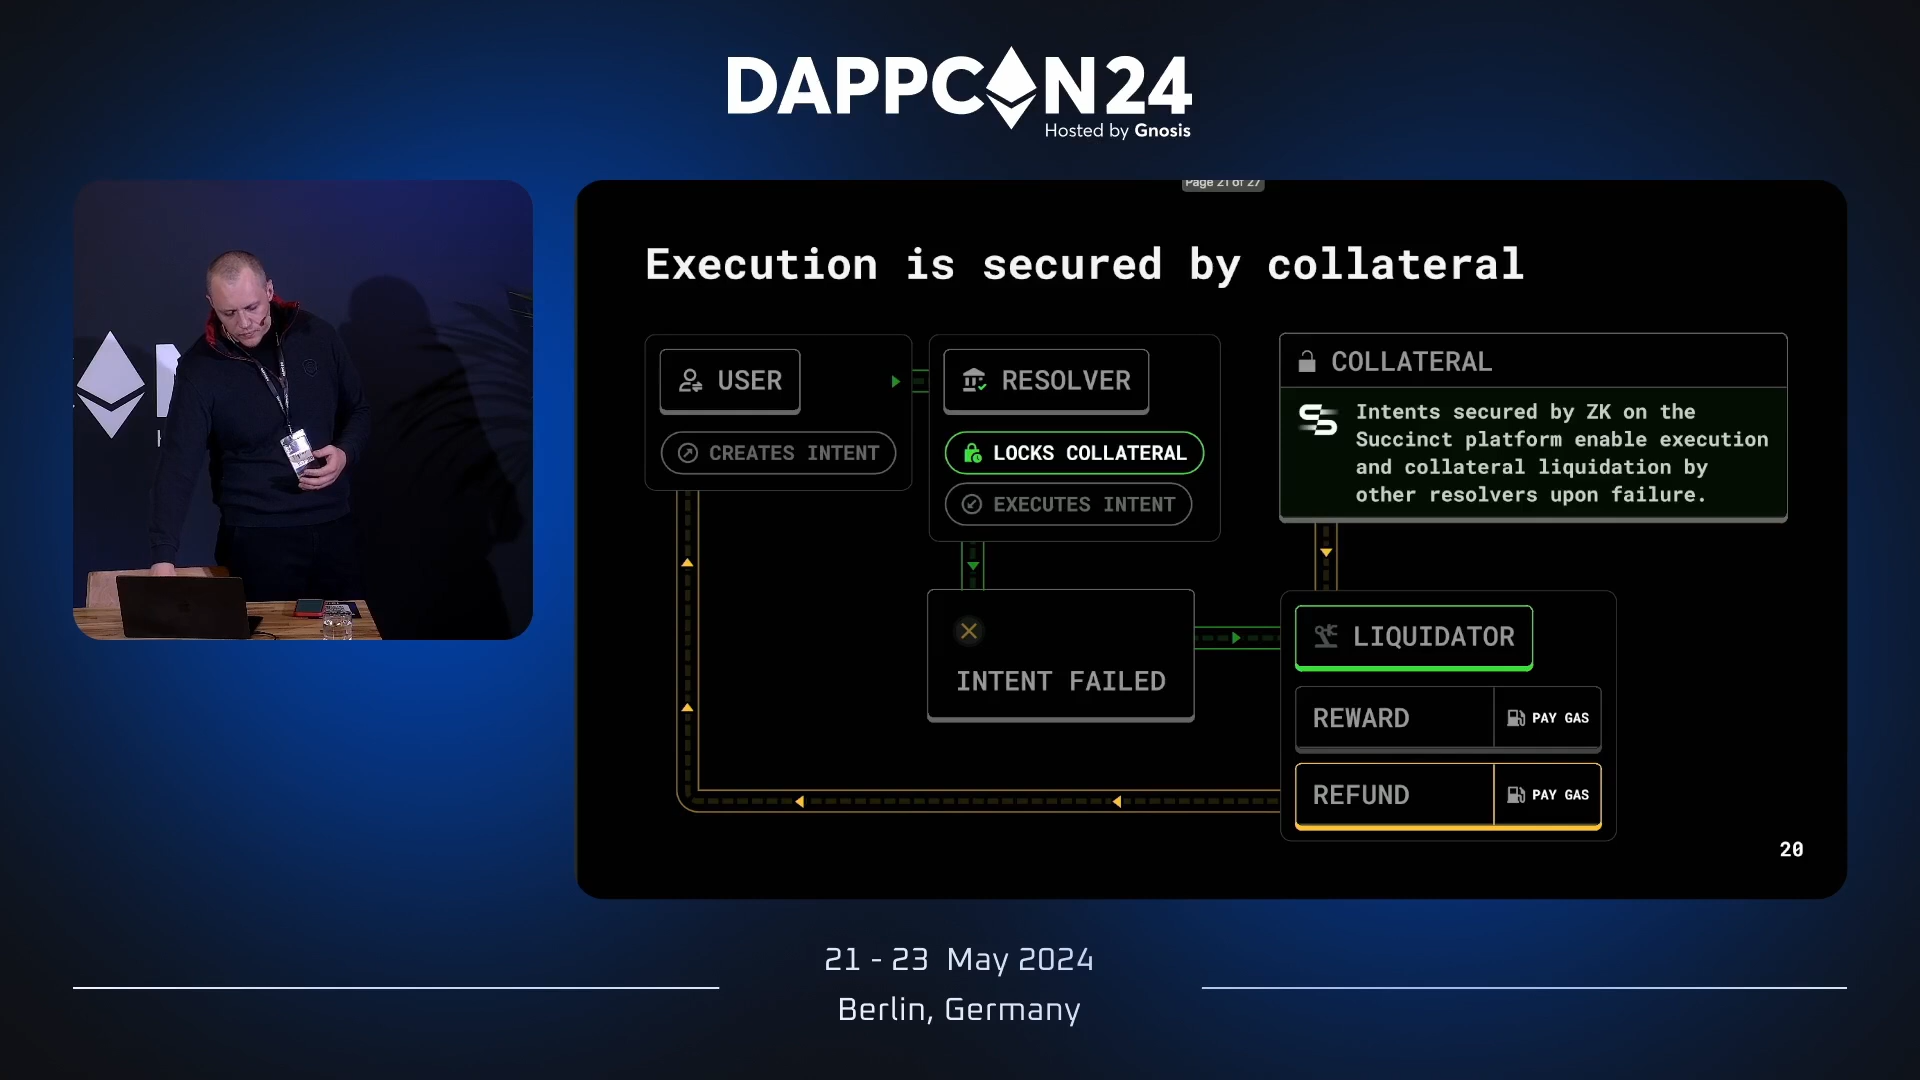 DAPPCON24
Hosted by Gnosis
Page 21 of 27
Execution is secured by collateral
USER
CREATES INTENT
RESOLVER
LOCKS COLLATERAL
EXECUTES INTENT
COLLATERAL
Intents secured by ZK on the
Succinct platform enable execution
and collateral liquidation by
other resolvers upon failure.
INTENT FAILED
LIQUIDATOR
REWARD
PAY GAS
REFUND
PAY GAS
20
21 - 23 May 2024
Berlin, Germany